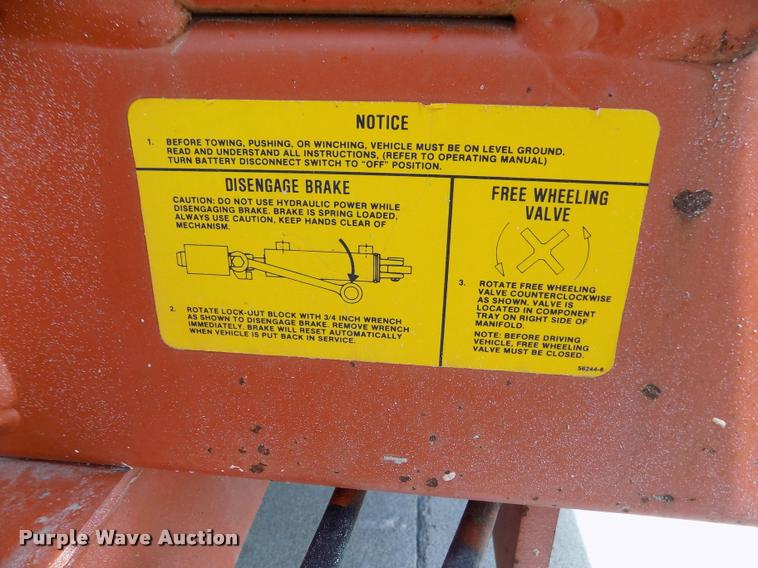 NOTICE
1. BEFORE TOWING, PUSHING, OR WINCHING, VEHICLE MUST BE ON LEVEL GROUND.
READ AND UNDERSTAND ALL INSTRUCTIONS, (REFER TO OPERATING MANUAL)
TURN BATTERY DISCONNECT SWITCH TO "OFF" POSITION.
DISENGAGE BRAKE
CAUTION: DO NOT USE HYDRAULIC POWER WHILE
DISENGAGING BRAKE. BRAKE IS SPRING LOADED,
ALWAYS USE CAUTION, KEEP HANDS CLEAR OF
MECHANISM.
2. ROTATE LOCK-OUT BLOCK WITH 3/4 INCH WRENCH
AS SHOWN TO DISENGAGE BRAKE. REMOVE WRENCH
IMMEDIATELY. BRAKE WILL RESET AUTOMATICALLY
WHEN VEHICLE IS PUT BACK IN SERVICE.
FREE WHEELING
VALVE
3. ROTATE FREE WHEELING
VALVE COUNTERCLOCKWISE
AS SHOWN. VALVE IS
LOCATED IN COMPONENT
TRAY ON RIGHT SIDE OF
MANIFOLD.
NOTE: BEFORE DRIVING
VEHICLE, FREE WHEELING
VALVE MUST BE CLOSED.
56244-8
Purple Wave Auction